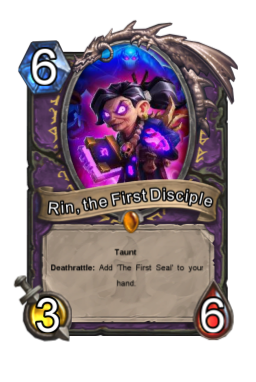 6
Rin, the First Disciple
Taunt
Deathrattle: Add 'The First Seal' to your
hand.
3
6